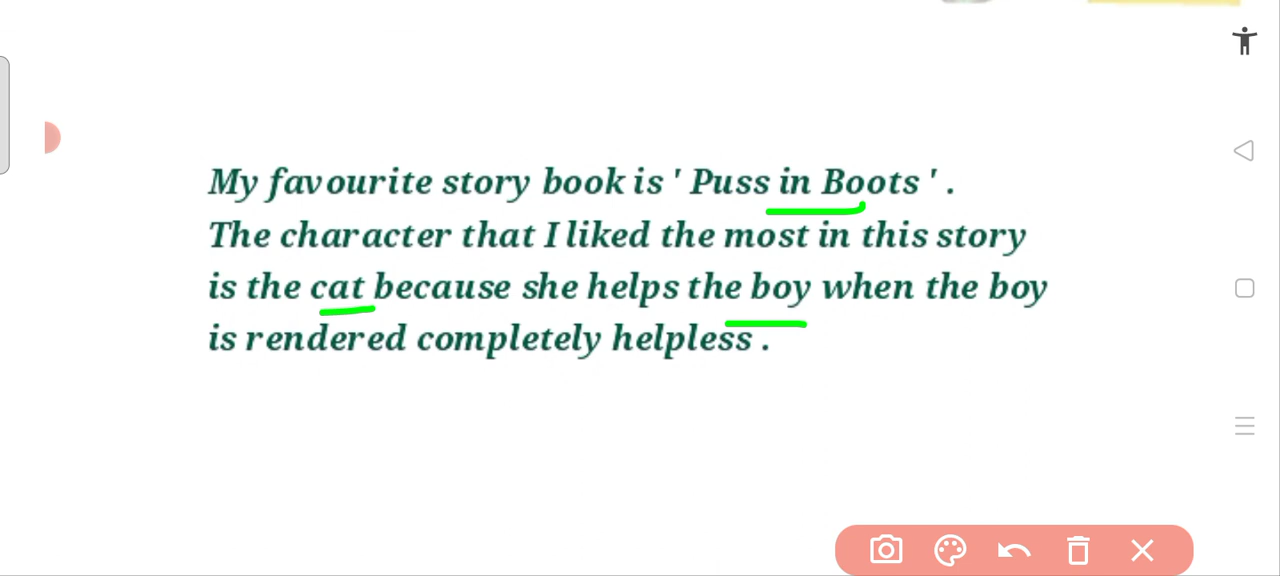 My favourite story book is ' Puss in Boots ' .
The character that I liked the most in this story
is the cat because she helps the boy when the boy
is rendered completely helpless .